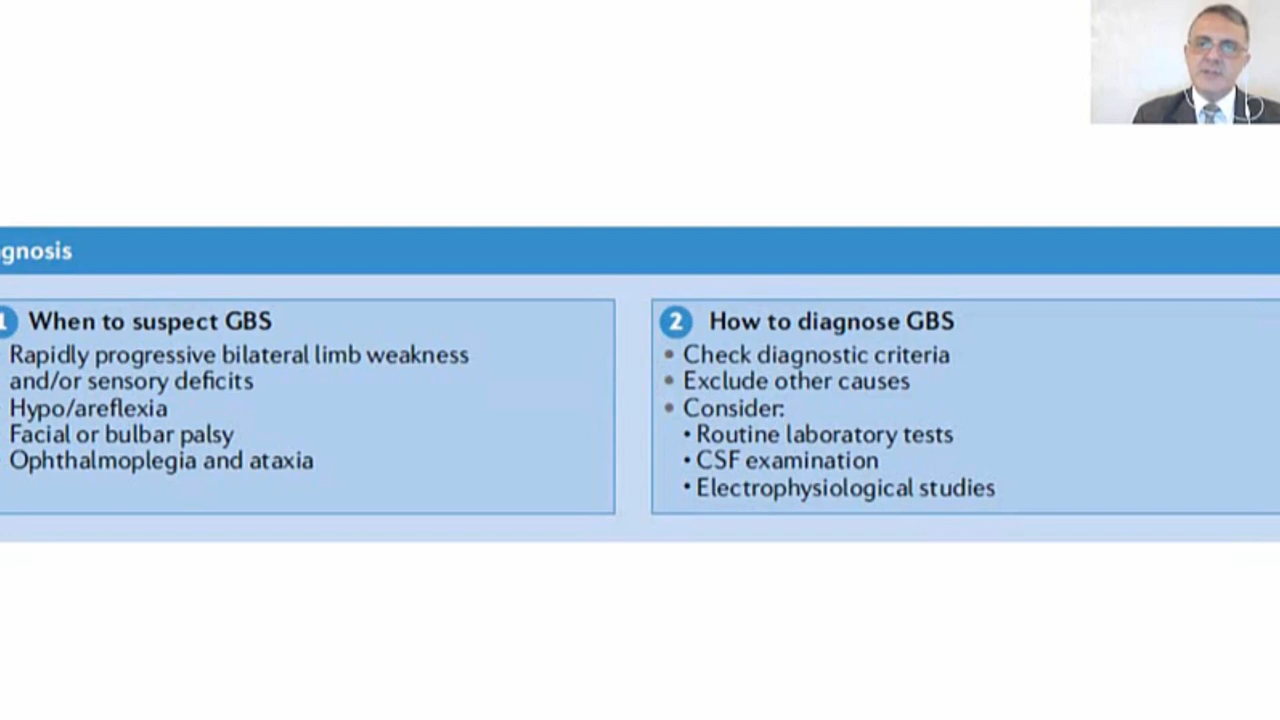 gnosis
1 When to suspect GBS
Rapidly progressive bilateral limb weakness
and/or sensory deficits
Hypo/areflexia
Facial or bulbar palsy
Ophthalmoplegia and ataxia
2 How to diagnose GBS
• Check diagnostic criteria
• Exclude other causes
• Consider:
• Routine laboratory tests
• CSF examination
• Electrophysiological studies